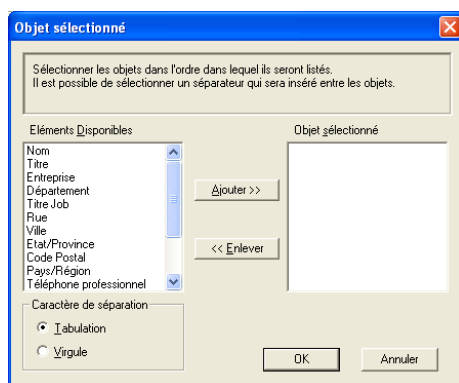 Objet sélectionné
Sélectionner les objets dans l'ordre dans lequel ils seront listés.
Il est possible de sélectionner un séparateur qui sera inséré entre les objets.
Eléments Disponibles
Objet sélectionné
Nom
Titre
Entreprise
Département
Titre Job
Rue
Ville
Etat/Province
Code Postal
Pays/Région
Téléphone professionnel
Ajouter >>
<< Enlever
Caractère de séparation
Tabulation
Virgule
OK
Annuler